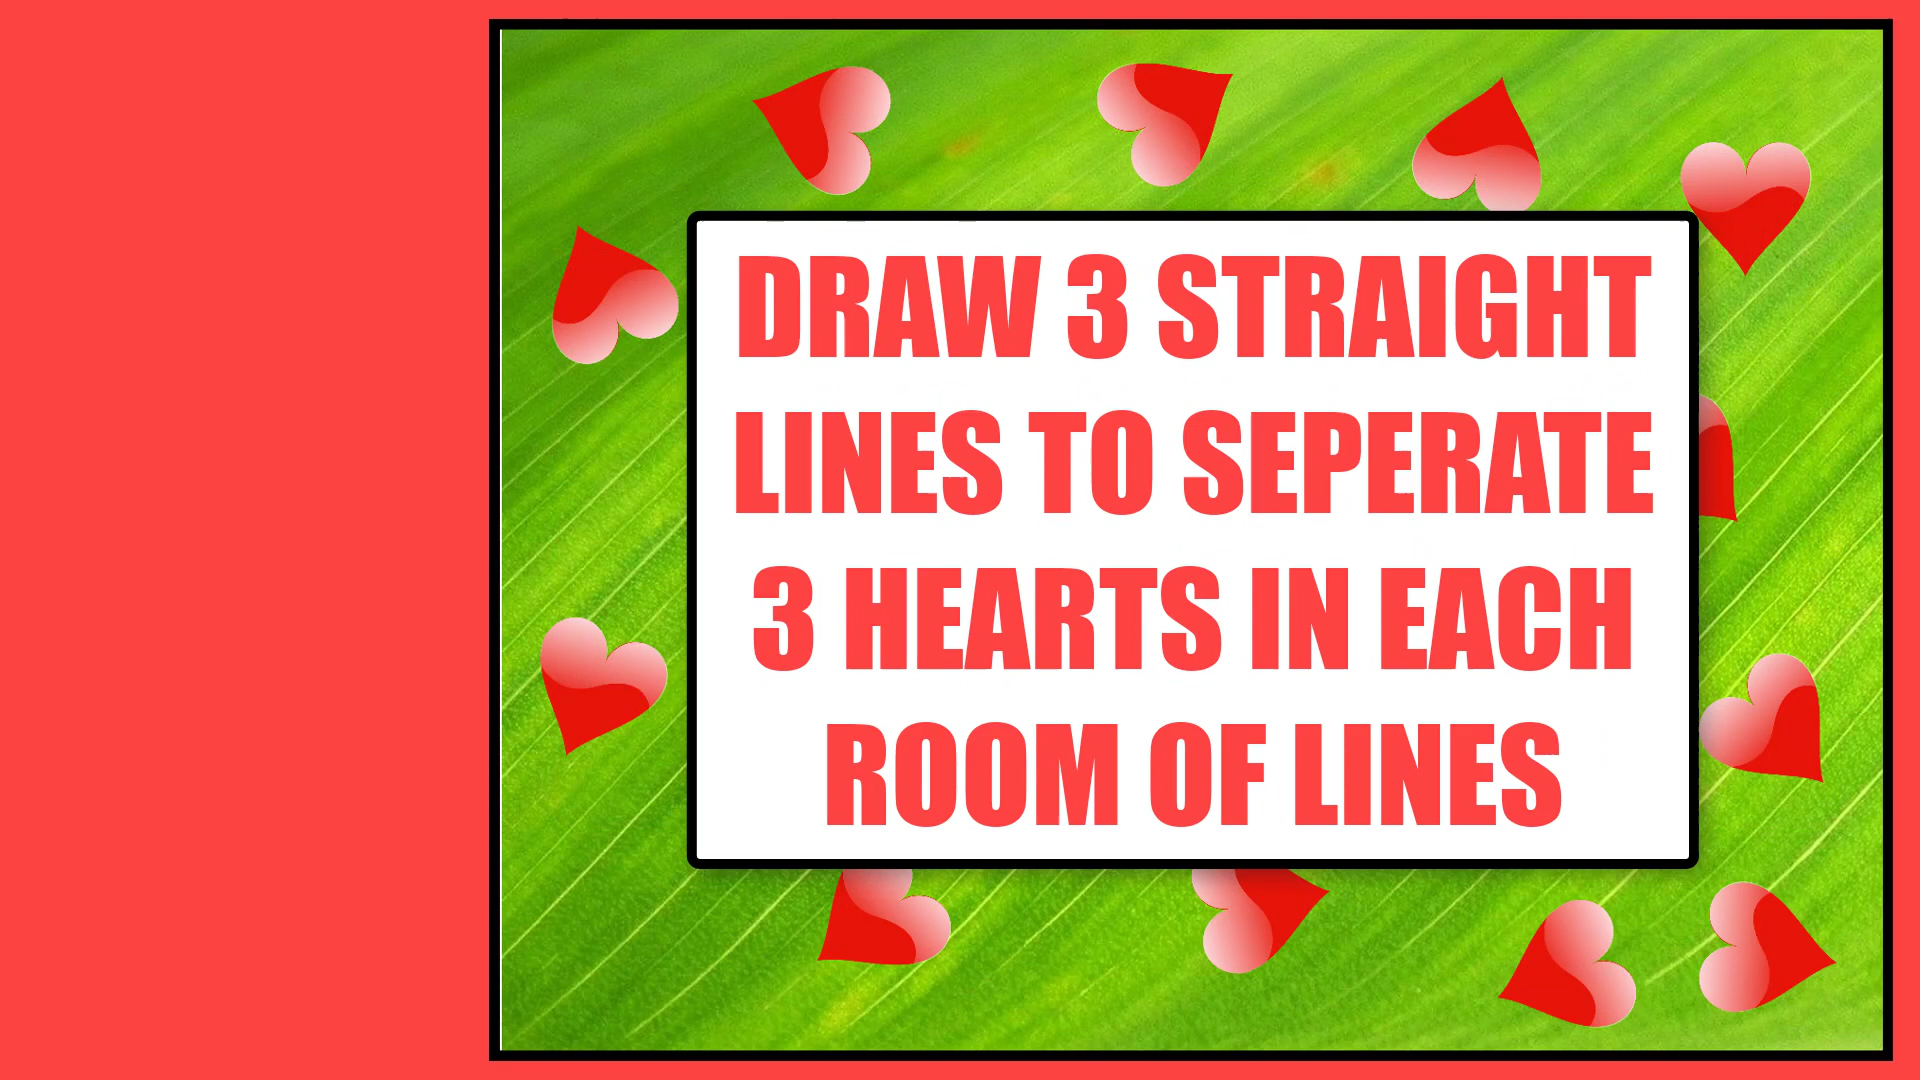 DRAW 3 STRAIGHT
LINES TO SEPERATE
3 HEARTS IN EACH
ROOM OF LINES